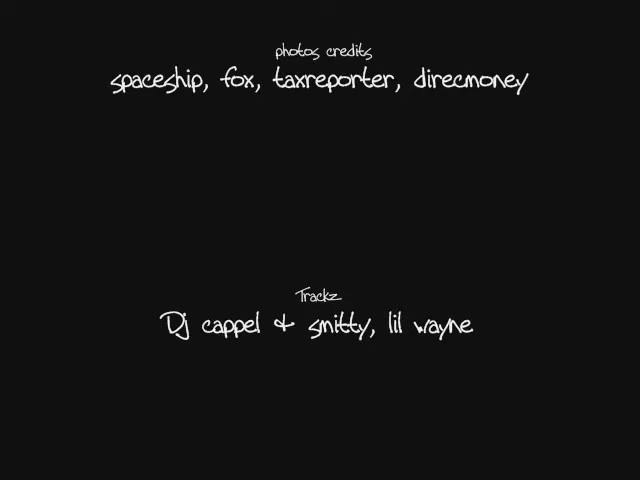 photos credits
spaceship, fox, taxreporter, direcmoney
Trackz
Dj cappel & smitty, lil wayne